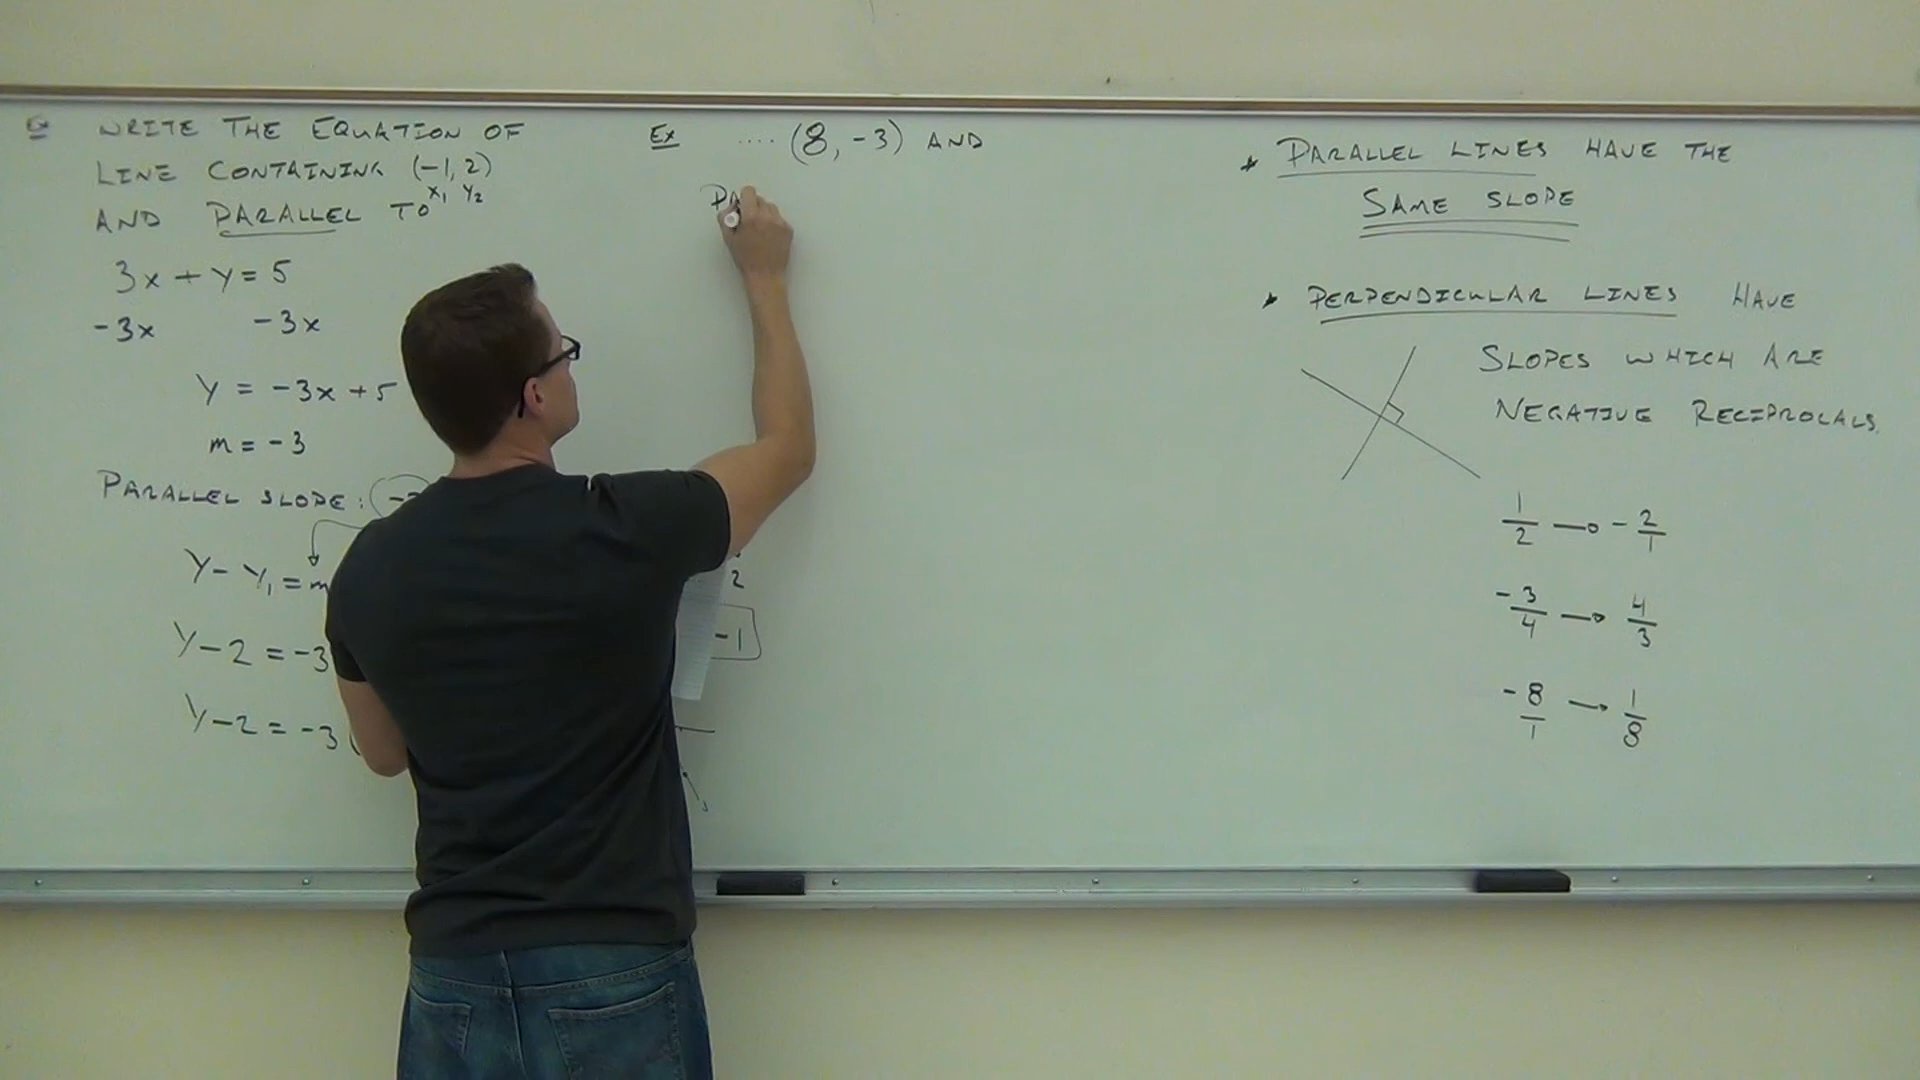 Ex WRITE THE EQUATION OF
LINE CONTAINING (-1, 2)
x₁ y₂
AND PARALLEL TO
3x + y = 5
-3x -3x
y = -3x + 5
m = -3
PARALLEL SLOPE:
y - y₁ = m
y - 2 = -3
y - 2 = -3 (
2
- 1
Ex .... (8, -3) AND
PA
* PARALLEL LINES HAVE THE
SAME SLOPE
* PERPENDICULAR LINES HAVE
SLOPES WHICH ARE
NEGATIVE RECIPROCALS.
1/2 → -2/1
-3/4 → 4/3
-8/1 → 1/8